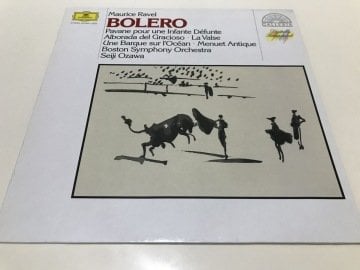 Maurice Ravel
BOLERO
Pavane pour une Infante Défunte
Alborada del Gracioso · La Valse
Une Barque sur l'Océan · Menuet Antique
Boston Symphony Orchestra
Seiji Ozawa